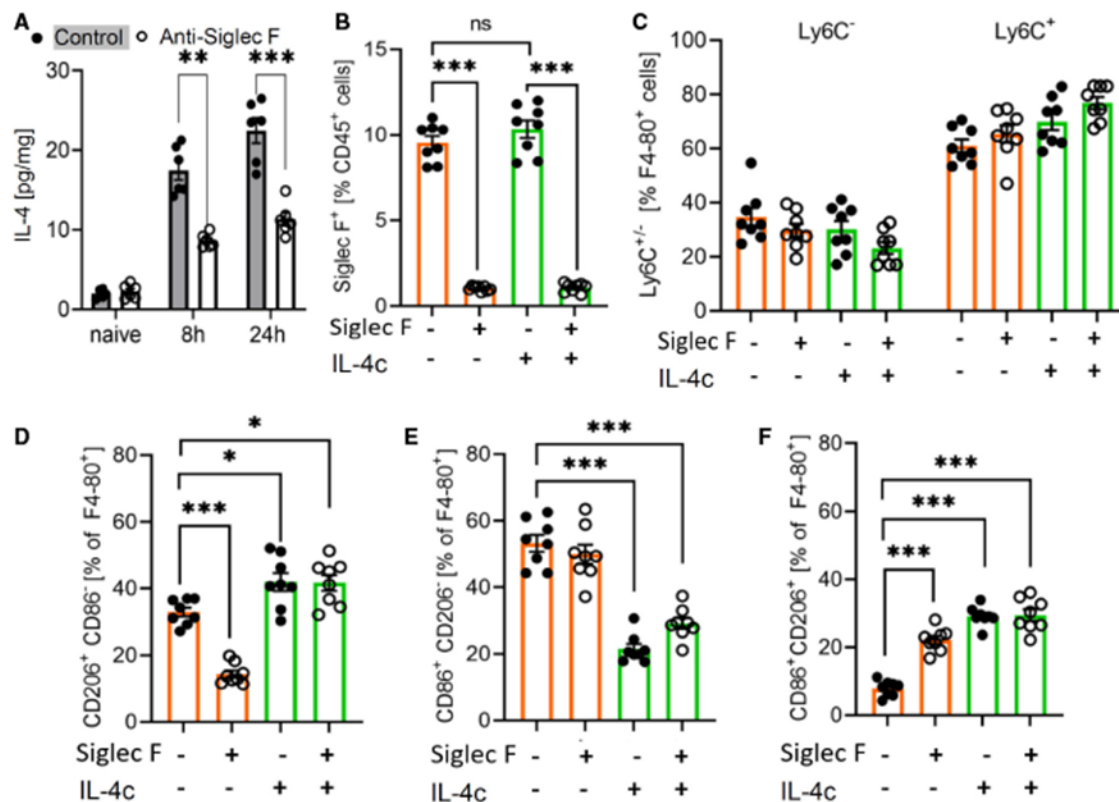 A ● Control ○ Anti-Siglec F
IL-4 [pg/mg]
30
20
10
0
** ***
naive 8h 24h
B
Siglec F⁺ [% CD45⁺ cells]
15
10
5
0
ns
*** ***
Siglec F - + - +
IL-4c - - + +
C
Ly6C⁻ Ly6C⁺
Ly6C⁺/⁻ [% F4-80⁺ cells]
100
80
60
40
20
0
Siglec F - + - + - + - +
IL-4c - - + + - - + +
D
CD206⁺ CD86⁻ [% of F4-80⁺]
80
60
40
20
0
*
*
***
Siglec F - + - +
IL-4c - - + +
E
CD86⁺ CD206⁻ [% of F4-80⁺]
80
60
40
20
0
***
***
Siglec F - + - +
IL-4c - - + +
F
CD86⁺CD206⁺ [% of F4-80⁺]
80
60
40
20
0
***
***
***
Siglec F - + - +
IL-4c - - + +